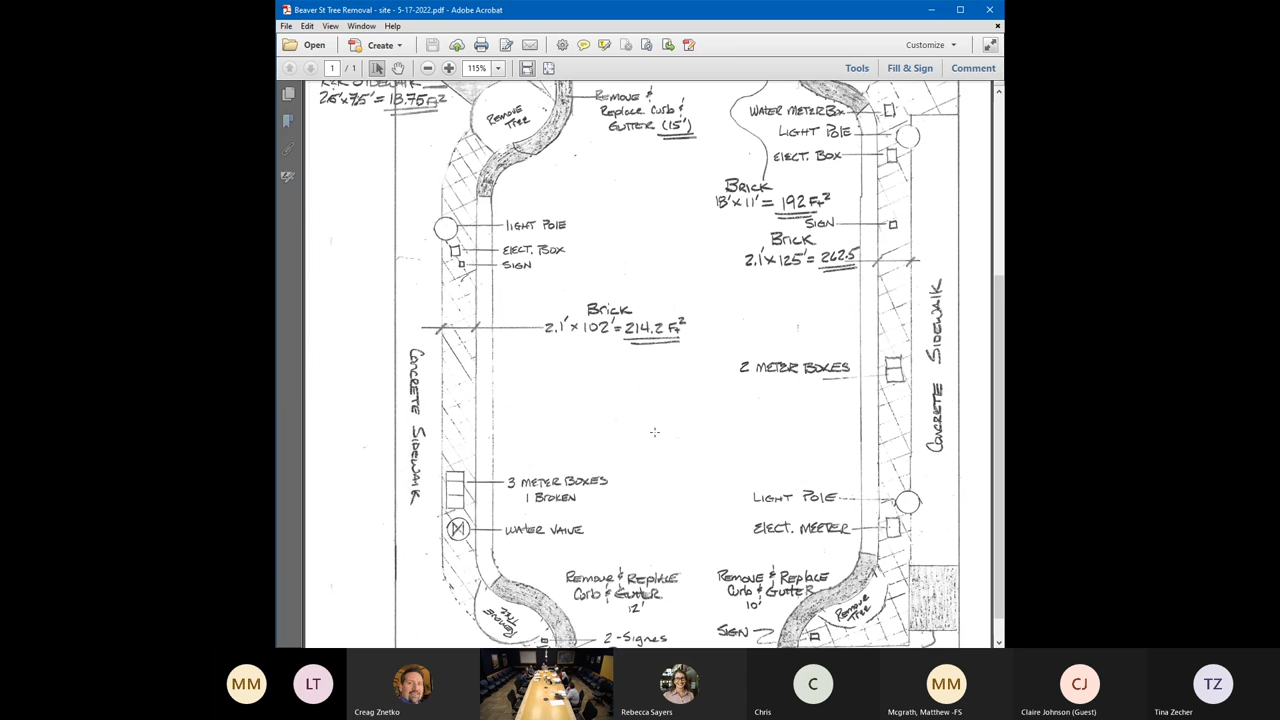 Beaver St Tree Removal - site - 5-17-2022.pdf - Adobe Acrobat
File Edit View Window Help
Open Create Customize
1 / 1 115% Tools Fill & Sign Comment
SIDEWALK
REMOVE
TREE
REMOVE &
REPLACE CURB &
GUTTER (15')
WATER METER BOX
LIGHT POLE
ELECT. BOX
BRICK
192 Ft²
SIGN
BRICK
2.1' x 125' = 262.5
LIGHT POLE
ELECT. BOX
SIGN
BRICK
2.1' x 102' = 214.2 Ft²
CONCRETE SIDEWALK
2 METER BOXES
CONCRETE SIDEWALK
3 METER BOXES
1 BROKEN
WATER VALVE
LIGHT POLE
ELECT. MEETER
REMOVE & REPLACE
CURB & GUTTER
12'
REMOVE & REPLACE
CURB & GUTTER
10'
REMOVE
TREE
REMOVE
TREE
SIGN
2-SIGNES
MM LT C MM CJ TZ
Creag Znetko Rebecca Sayers Chris Mcgrath, Matthew -FS Claire Johnson (Guest) Tina Zecher